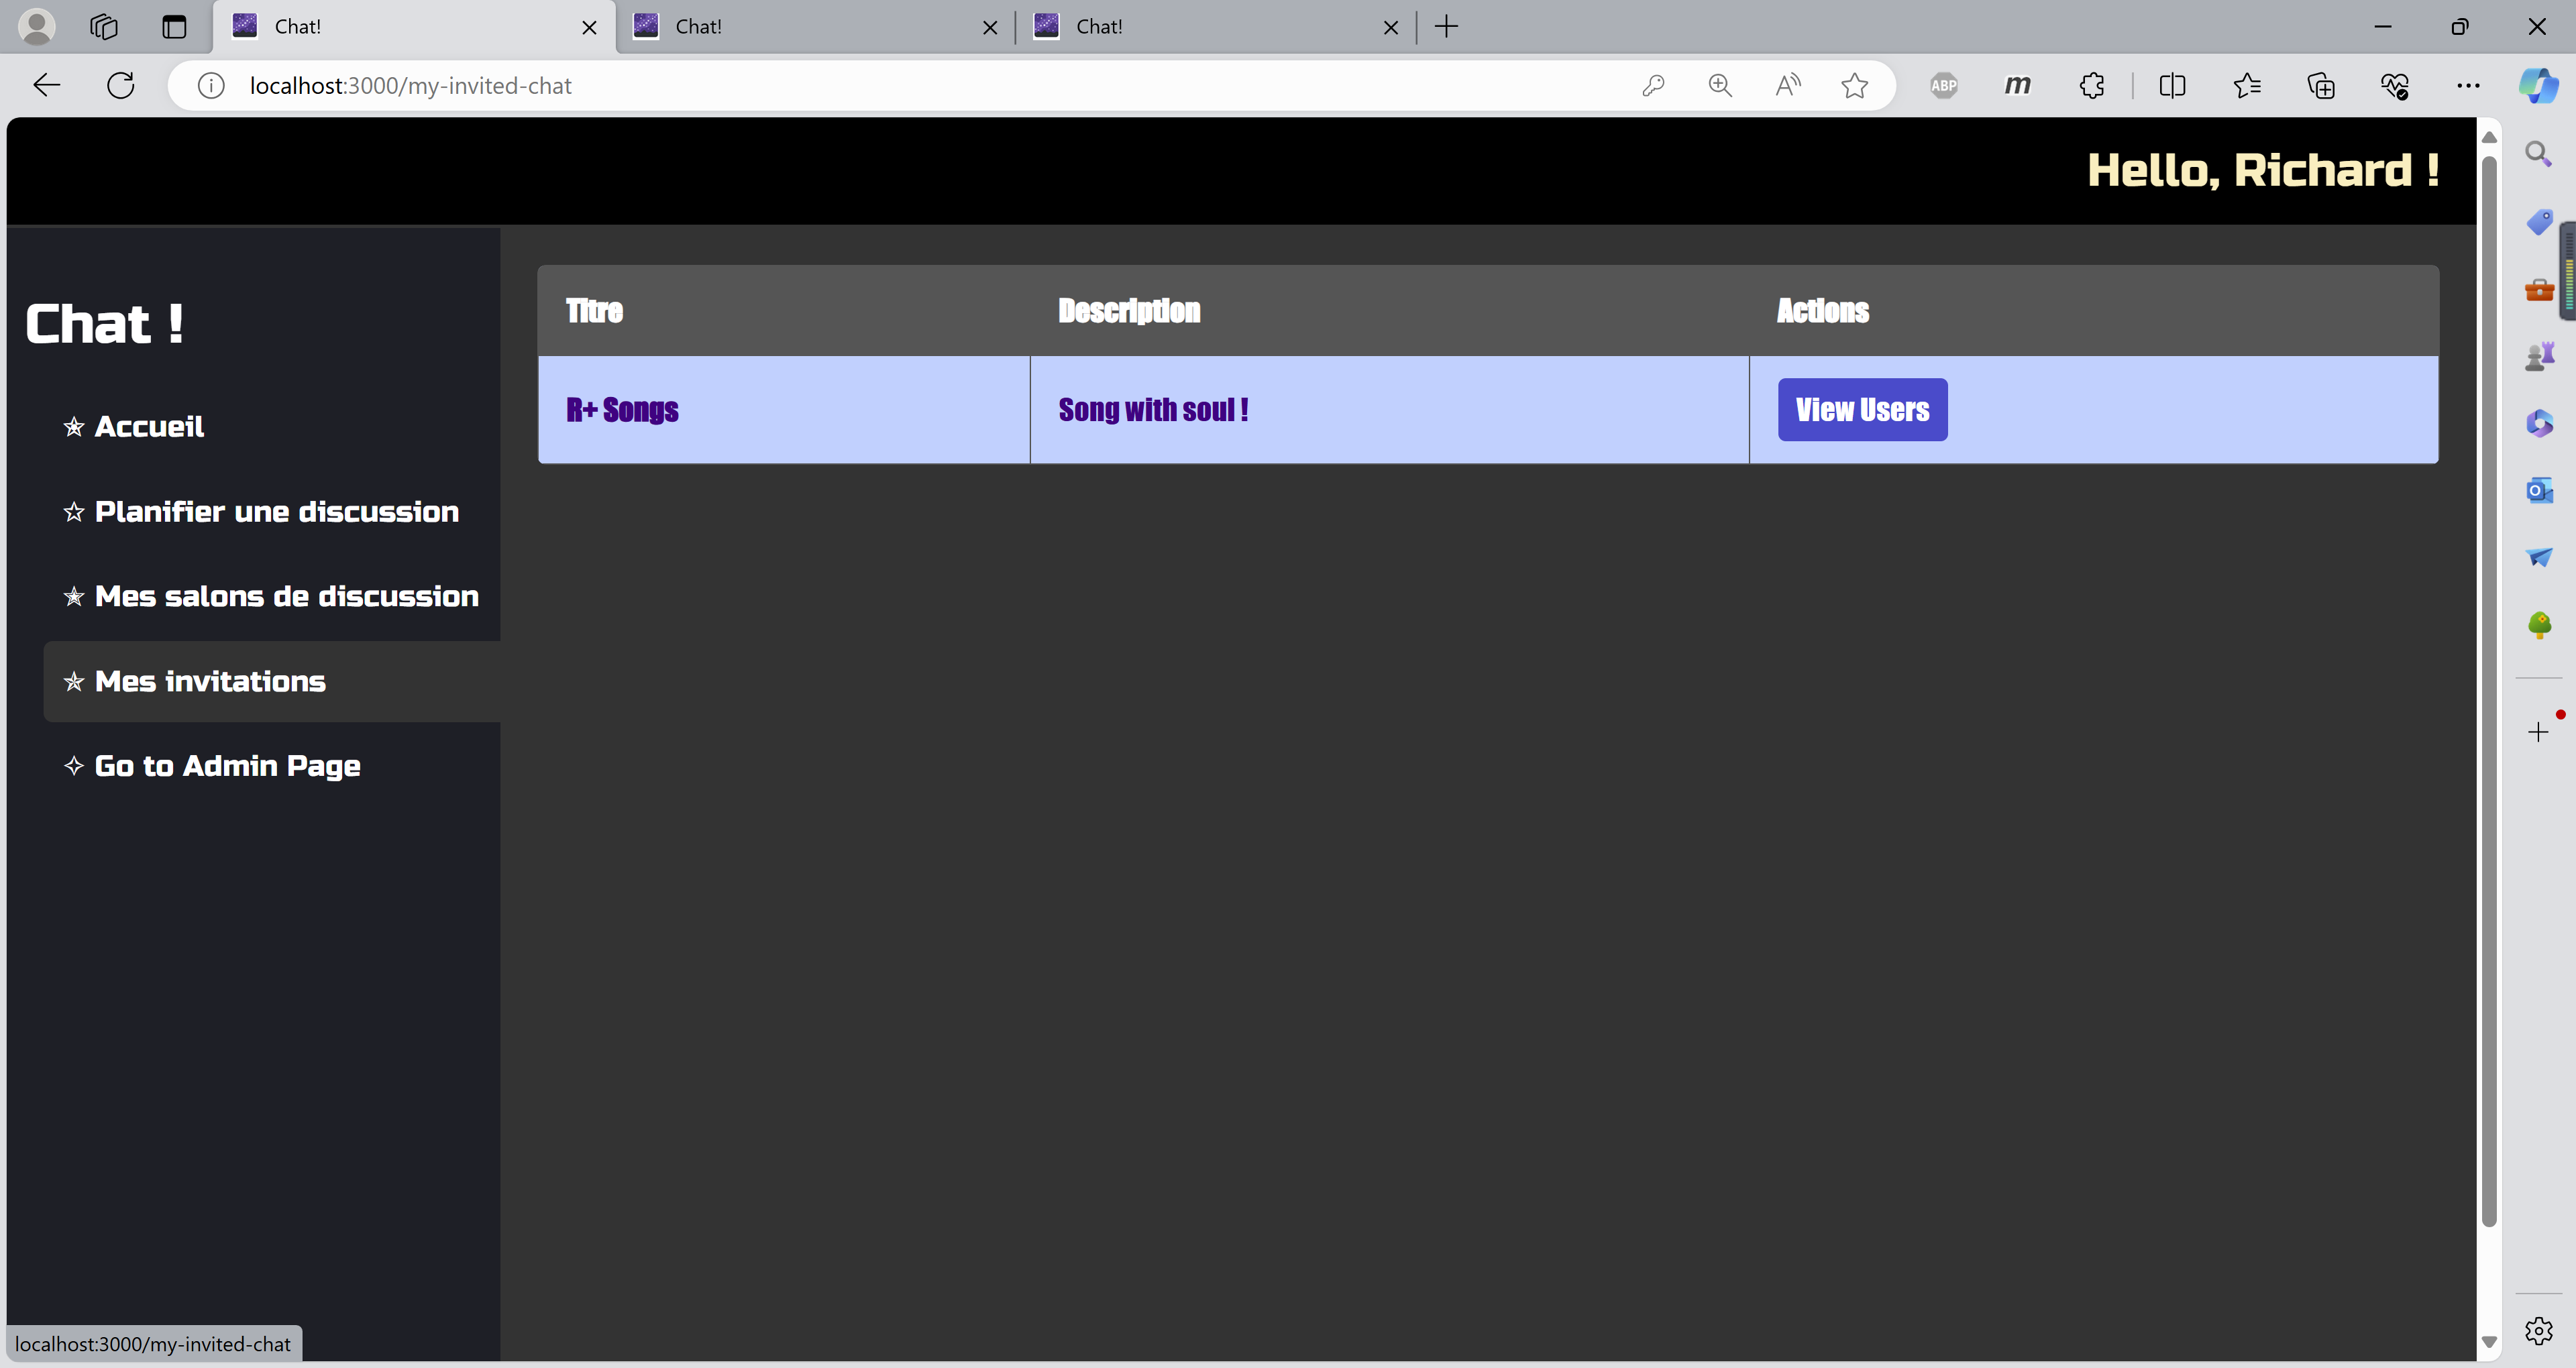 Chat!
Chat!
Chat!
localhost:3000/my-invited-chat
ABP
m
Hello, Richard !
Chat !
✯ Accueil
☆ Planifier une discussion
✯ Mes salons de discussion
✯ Mes invitations
✧ Go to Admin Page
Titre Description Actions
R+ Songs Song with soul ! View Users
localhost:3000/my-invited-chat